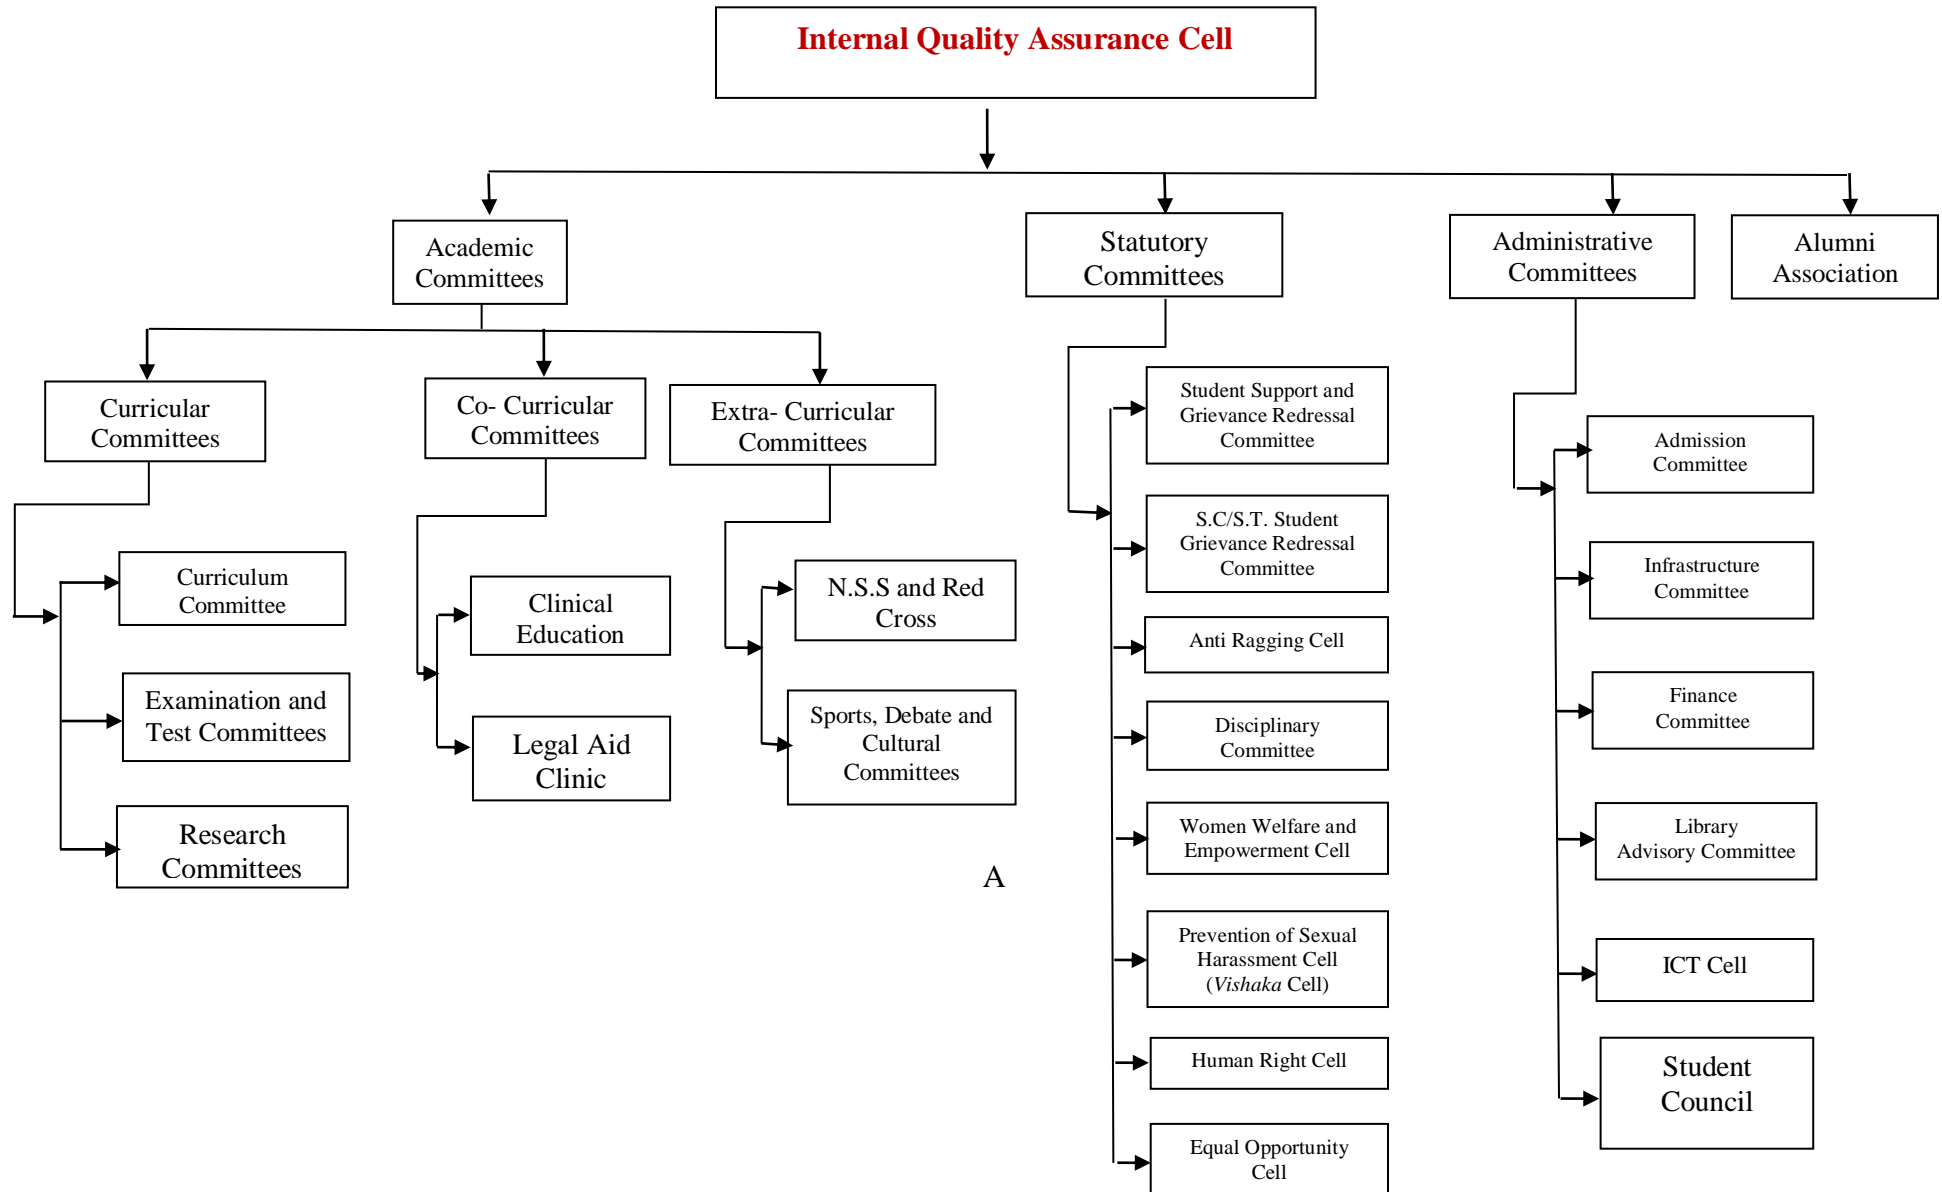 Internal Quality Assurance Cell
Academic
Committees
Statutory
Committees
Administrative
Committees
Alumni
Association
Curricular
Committees
Co- Curricular
Committees
Extra- Curricular
Committees
Curriculum
Committee
Examination and
Test Committees
Research
Committees
Clinical
Education
Legal Aid
Clinic
N.S.S and Red
Cross
Sports, Debate and
Cultural
Committees
A
Student Support and
Grievance Redressal
Committee
S.C/S.T. Student
Grievance Redressal
Committee
Anti Ragging Cell
Disciplinary
Committee
Women Welfare and
Empowerment Cell
Prevention of Sexual
Harassment Cell
(Vishaka Cell)
Human Right Cell
Equal Opportunity
Cell
Admission
Committee
Infrastructure
Committee
Finance
Committee
Library
Advisory Committee
ICT Cell
Student
Council